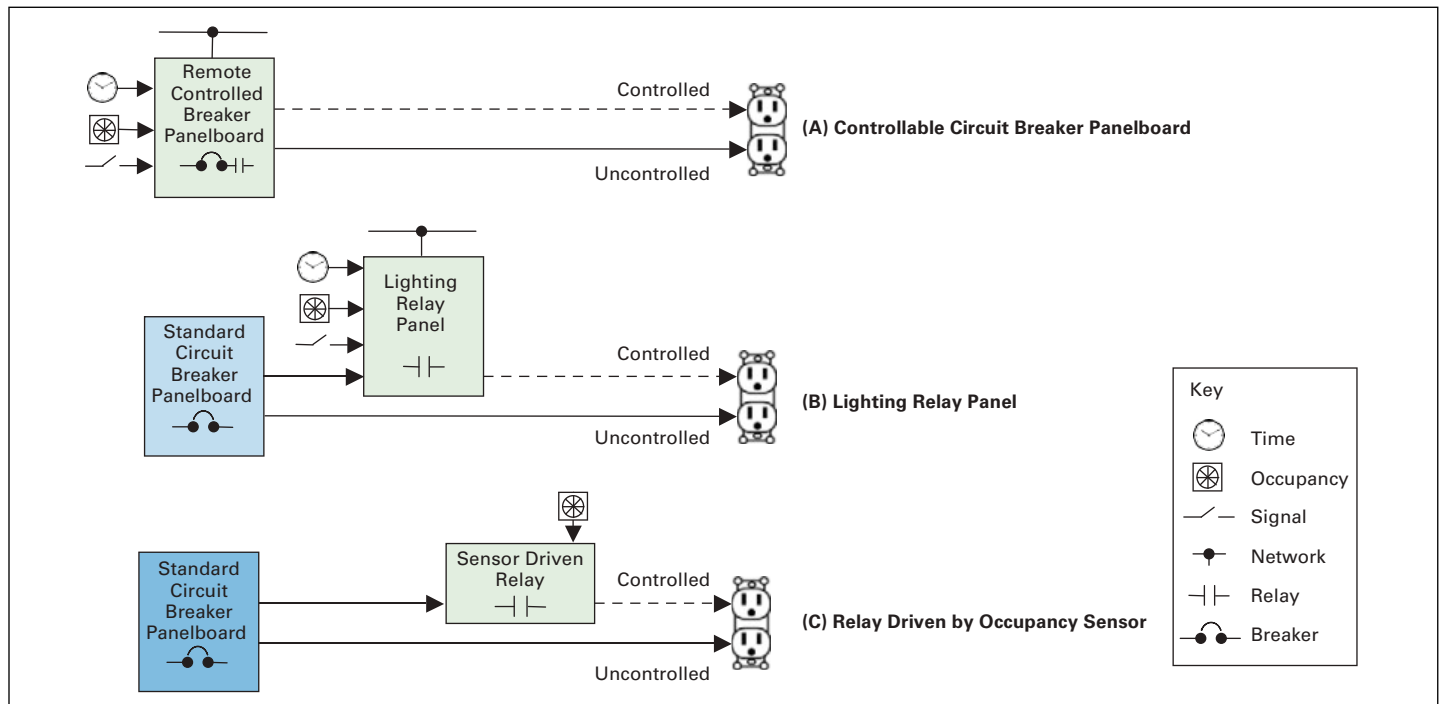 Remote
Controlled
Breaker
Panelboard
Controlled
Uncontrolled
(A) Controllable Circuit Breaker Panelboard
Lighting
Relay
Panel
Standard
Circuit
Breaker
Panelboard
Controlled
Uncontrolled
(B) Lighting Relay Panel
Key
Time
Occupancy
Signal
Network
Relay
Breaker
Standard
Circuit
Breaker
Panelboard
Sensor Driven
Relay
Controlled
Uncontrolled
(C) Relay Driven by Occupancy Sensor